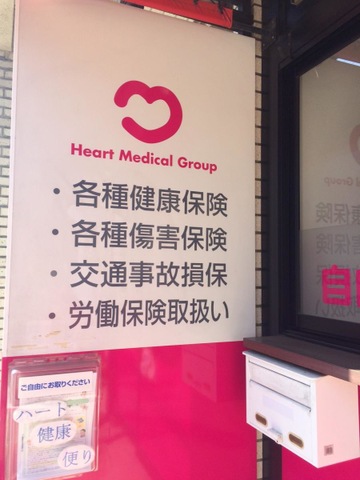 Heart Medical Group
・各種健康保険
・各種傷害保険
・交通事故損保
・労働保険取扱い
ご自由にお取りください
ハート
健康
便り
自